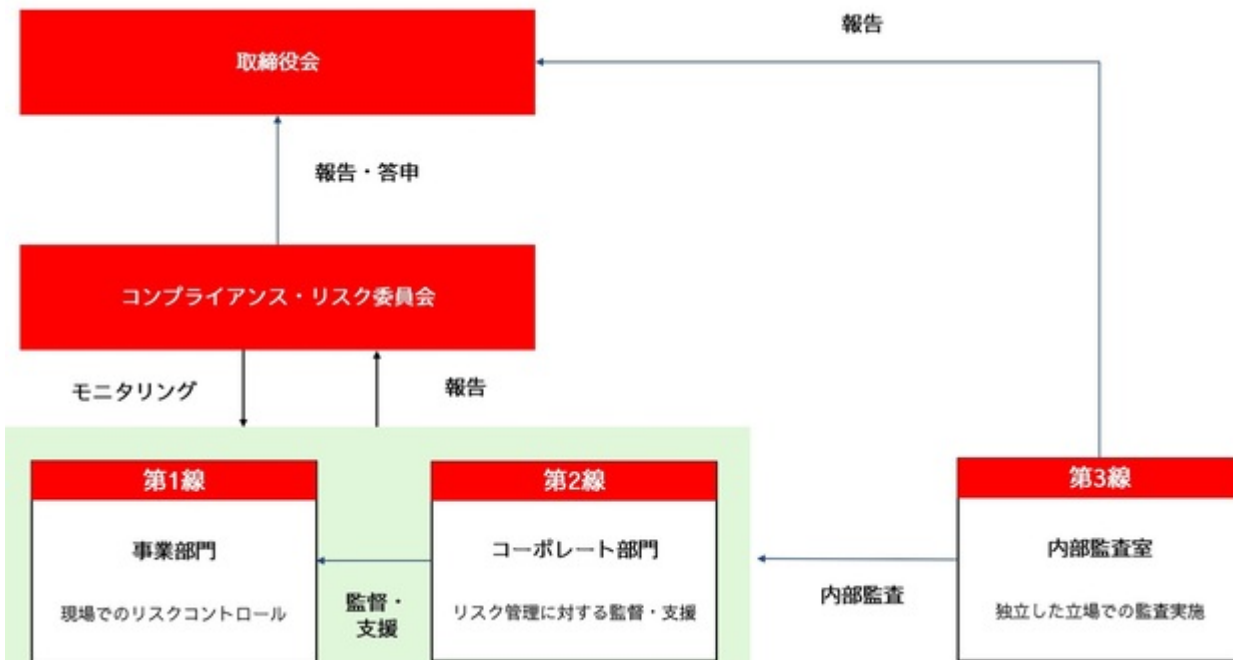 報告
取締役会
報告・答申
コンプライアンス・リスク委員会
モニタリング
報告
第1線
第2線
第3線
事業部門
コーポレート部門
内部監査室
現場でのリスクコントロール
監督・
支援
リスク管理に対する監督・支援
内部監査
独立した立場での監査実施